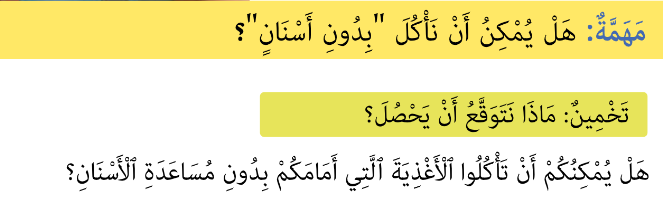 مَهَمَّةٌ: هَلْ يُمْكِنُ أَنْ نَأْكُلَ "بِدُونِ أَسْنَانٍ"؟
تَخْمِينٌ: مَاذَا نَتَوَقَّعُ أَنْ يَحْصُلَ؟
هَلْ يُمْكِنُكُمْ أَنْ تَأْكُلُوا ٱلْأَغْذِيَةَ ٱلَّتِي أَمَامَكُمْ بِدُونِ مُسَاعَدَةِ ٱلْأَسْنَانِ؟